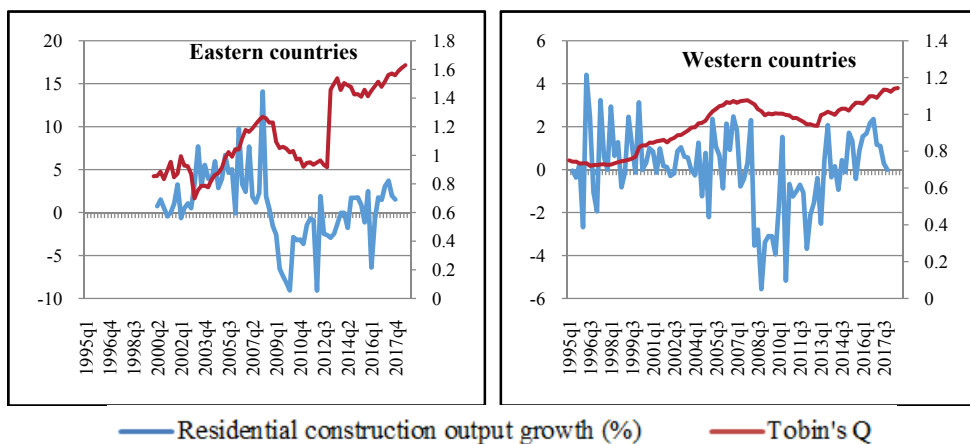 Eastern countries
20
15
10
5
0
-5
-10
1.8
1.6
1.4
1.2
1
0.8
0.6
0.4
0.2
0
1995q1
1996q4
1998q3
2000q2
2002q1
2003q4
2005q3
2007q2
2009q1
2010q4
2012q3
2014q2
2016q1
2017q4
Western countries
6
4
2
0
-2
-4
-6
1.4
1.2
1
0.8
0.6
0.4
0.2
0
1995q1
1996q3
1998q1
1999q3
2001q1
2002q3
2004q1
2005q3
2007q1
2008q3
2010q1
2011q3
2013q1
2014q3
2016q1
2017q3
Residential construction output growth (%)
Tobin's Q